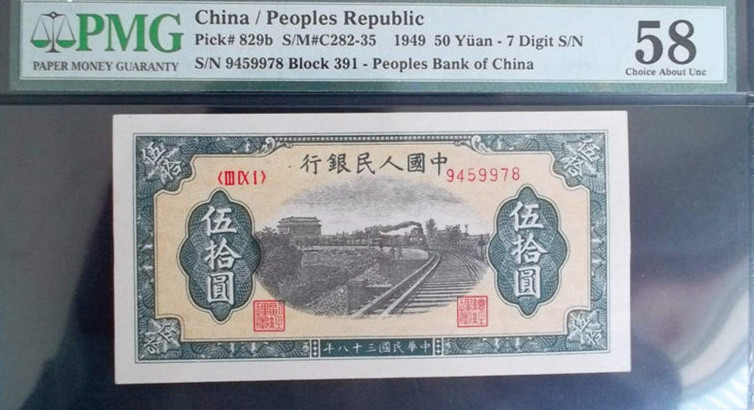 PMG
PAPER MONEY GUARANTY
China / Peoples Republic
Pick# 829b S/M#C282-35 1949 50 Yüan - 7 Digit S/N
S/N 9459978 Block 391 - Peoples Bank of China
58
Choice About Unc
伍拾
伍拾
行銀民人國中
〈ⅢⅨⅠ〉
9459978
伍拾圓
伍拾圓
伍拾
伍拾
年八十三國民華中